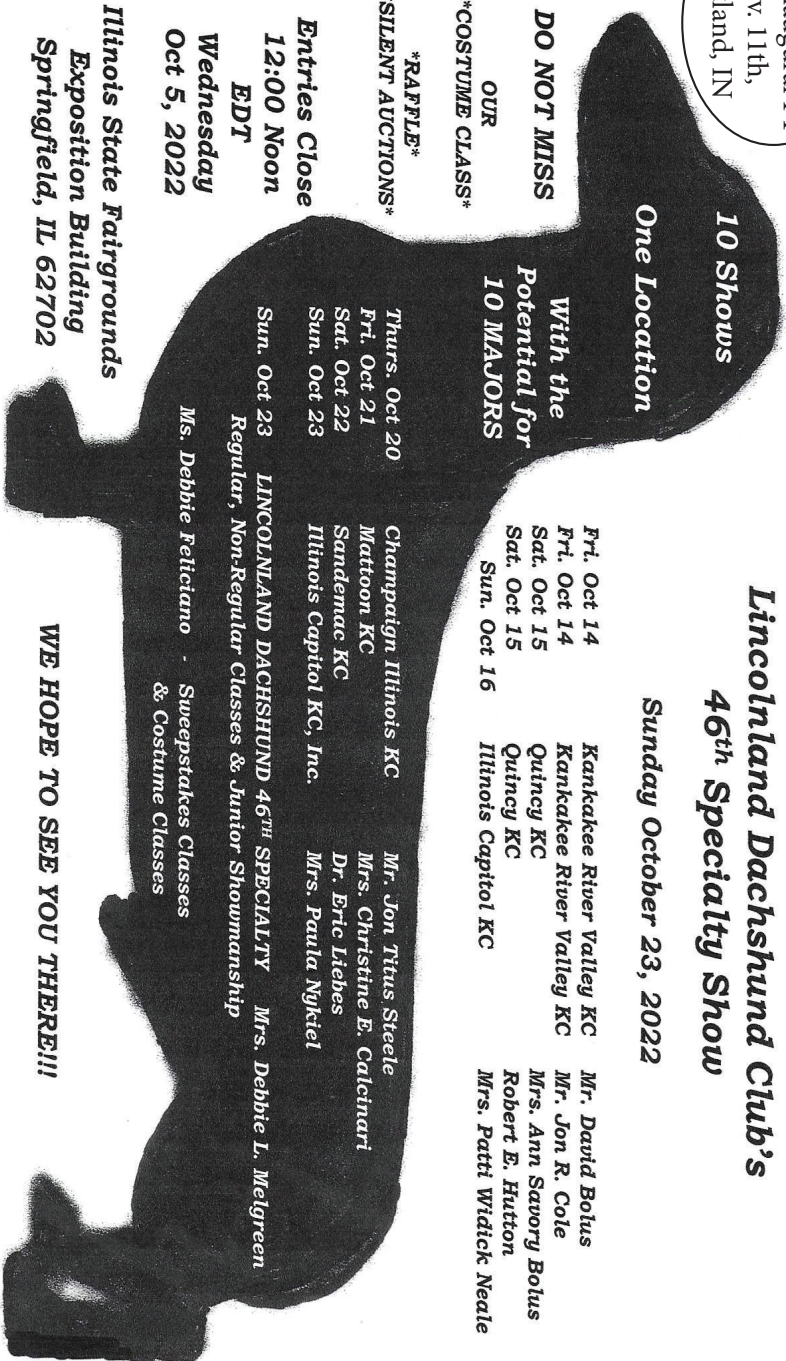 v. 11th,
land, IN
Lincolnland Dachshund Club's
46th Specialty Show
Sunday October 23, 2022
10 Shows
One Location
With the
Potential for
10 MAJORS
DO NOT MISS
OUR
*COSTUME CLASS*
*RAFFLE*
SILENT AUCTIONS*
Fri. Oct 14 Kankakee River Valley KC Mr. David Bolus
Fri. Oct 14 Kankakee River Valley KC Mr. Jon R. Cole
Sat. Oct 15 Quincy KC Mrs. Ann Savory Bolus
Sat. Oct 15 Quincy KC Robert E. Hutton
Sun. Oct 16 Illinois Capitol KC Mrs. Patti Widick Neale
Thurs. Oct 20 Champaign Illinois KC Mr. Jon Titus Steele
Fri. Oct 21 Mattoon KC Mrs. Christine E. Calcinari
Sat. Oct 22 Sandemac KC Dr. Eric Liebes
Sun. Oct 23 Illinois Capitol KC, Inc. Mrs. Paula Nykiel
Sun. Oct 23 LINCOLNLAND DACHSHUND 46TH SPECIALTY Mrs. Debbie L. Melgreen
Regular, Non-Regular Classes & Junior Showmanship
Ms. Debbie Feliciano - Sweepstakes Classes
& Costume Classes
Entries Close
12:00 Noon
EDT
Wednesday
Oct 5, 2022
Illinois State Fairgrounds
Exposition Building
Springfield, IL 62702
WE HOPE TO SEE YOU THERE!!!